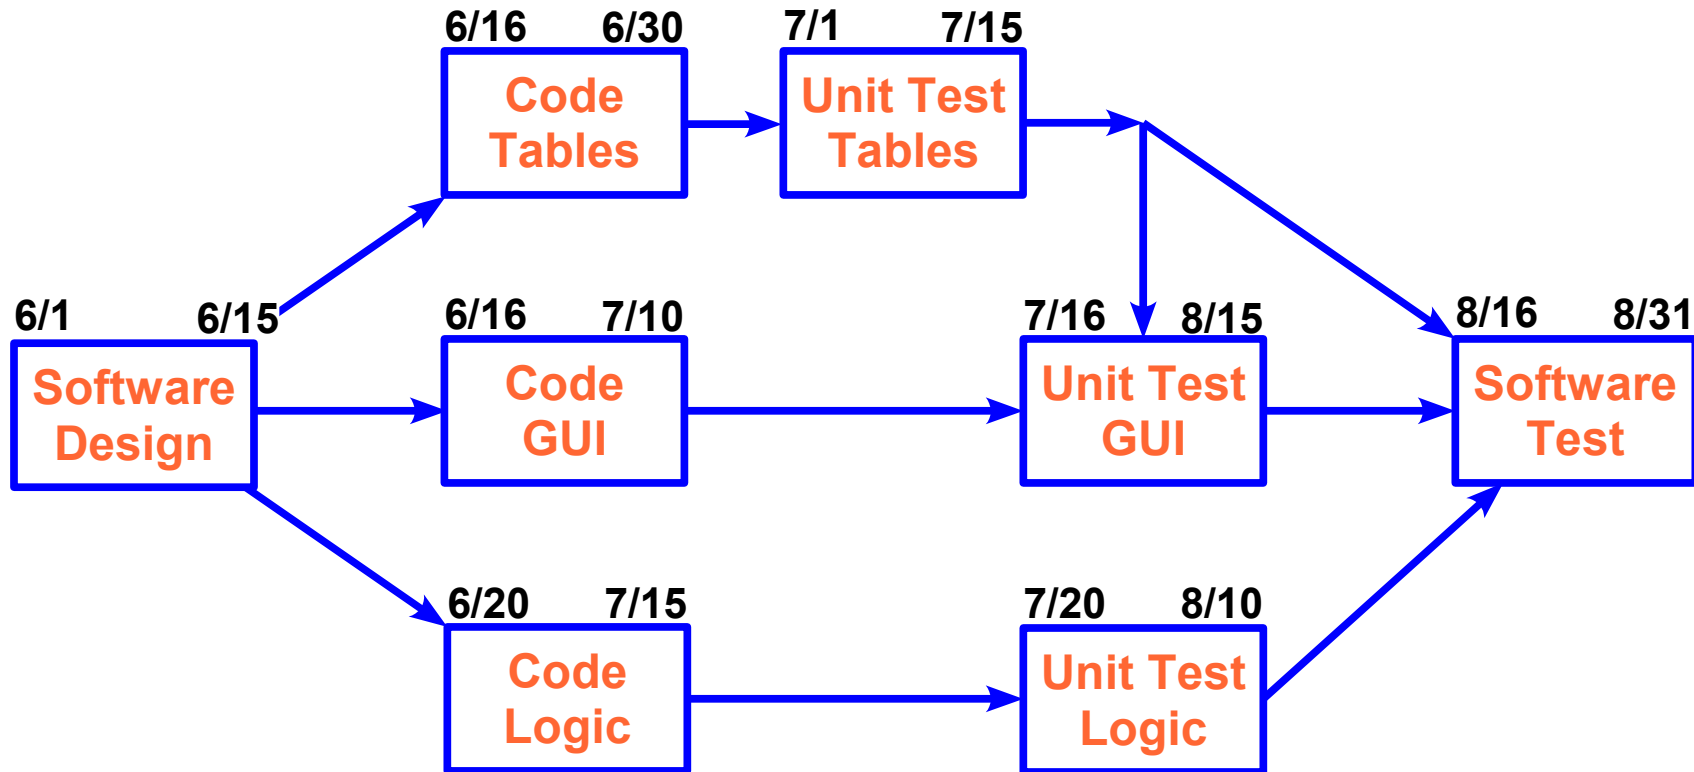 6/16 6/30 7/1 7/15
Code Unit Test
Tables Tables
6/1 6/15 6/16 7/10 7/16 8/15 8/16 8/31
Software Code Unit Test Software
Design GUI GUI Test
6/20 7/15 7/20 8/10
Code Unit Test
Logic Logic